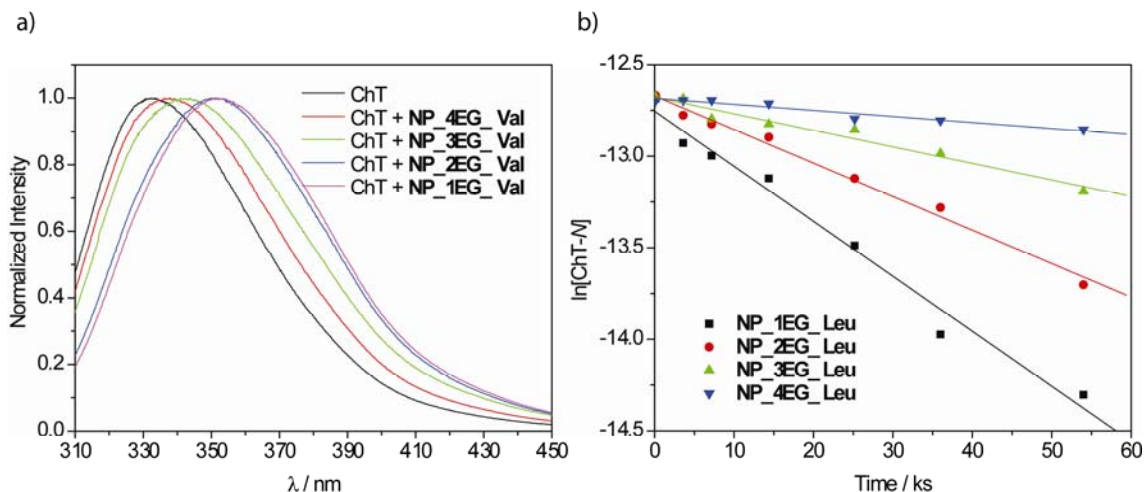 a)
1.0
0.8
0.6
0.4
0.2
0.0
Normalized Intensity
ChT
ChT + NP_4EG_ Val
ChT + NP_3EG_ Val
ChT + NP_2EG_ Val
ChT + NP_1EG_ Val
310 330 350 370 390 410 430 450
λ / nm
b)
-12.5
-13.0
-13.5
-14.0
-14.5
ln[ChT-N]
NP_1EG_Leu
NP_2EG_Leu
NP_3EG_Leu
NP_4EG_Leu
0 10 20 30 40 50 60
Time / ks